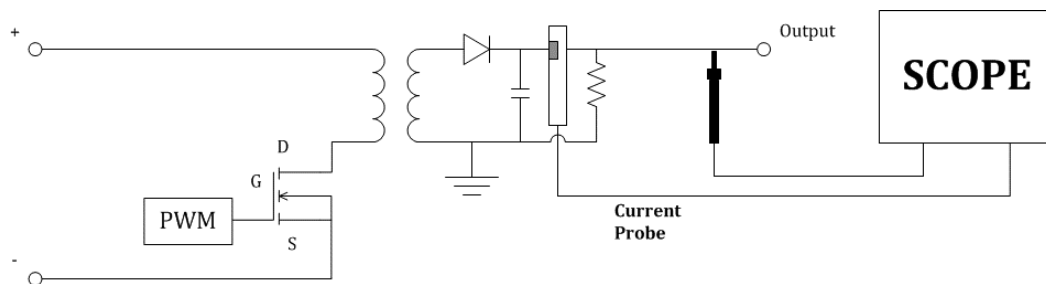 +
Output
SCOPE
D
G
PWM
S
Current
Probe
-